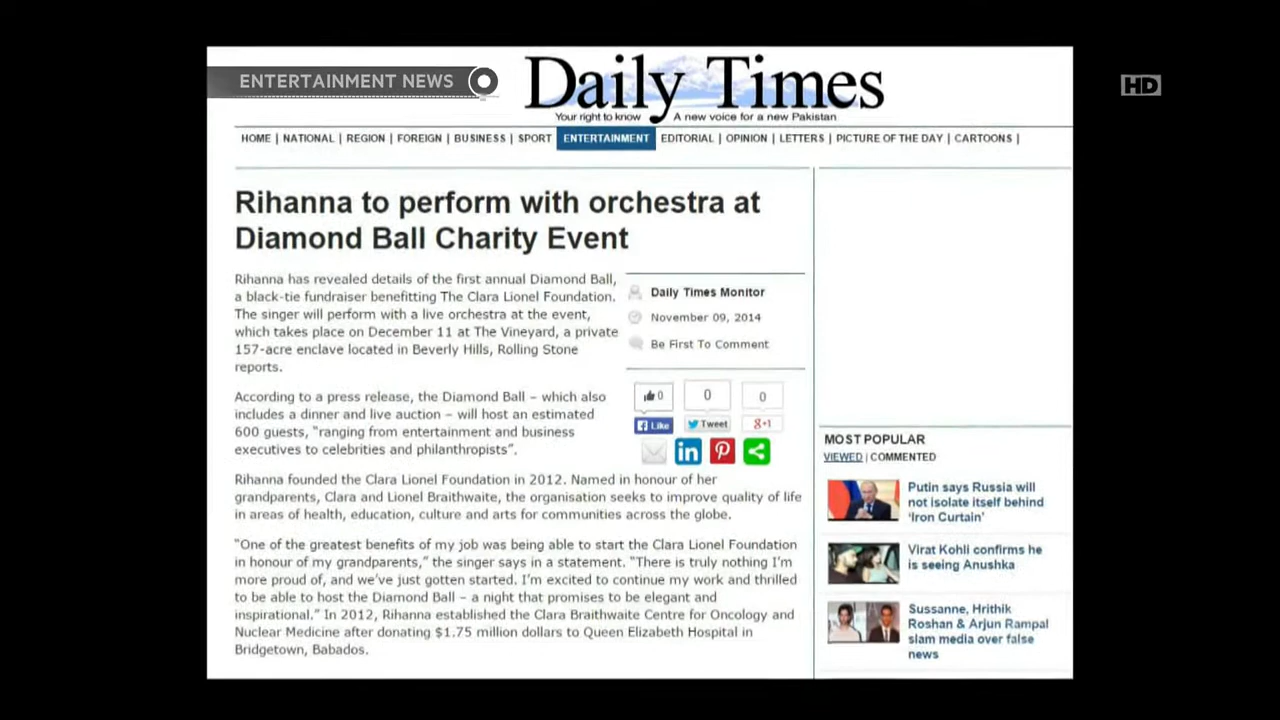 ENTERTAINMENT NEWS
HD
Daily Times
Your right to know A new voice for a new Pakistan
HOME | NATIONAL | REGION | FOREIGN | BUSINESS | SPORT ENTERTAINMENT EDITORIAL | OPINION | LETTERS | PICTURE OF THE DAY | CARTOONS |
Rihanna to perform with orchestra at
Diamond Ball Charity Event
Rihanna has revealed details of the first annual Diamond Ball,
a black-tie fundraiser benefitting The Clara Lionel Foundation.
The singer will perform with a live orchestra at the event,
which takes place on December 11 at The Vineyard, a private
157-acre enclave located in Beverly Hills, Rolling Stone
reports.
Daily Times Monitor
November 09, 2014
Be First To Comment
According to a press release, the Diamond Ball – which also
includes a dinner and live auction – will host an estimated
600 guests, “ranging from entertainment and business
executives to celebrities and philanthropists”.
0 0 0
Like Tweet g+1
in
Rihanna founded the Clara Lionel Foundation in 2012. Named in honour of her
grandparents, Clara and Lionel Braithwaite, the organisation seeks to improve quality of life
in areas of health, education, culture and arts for communities across the globe.
“One of the greatest benefits of my job was being able to start the Clara Lionel Foundation
in honour of my grandparents,” the singer says in a statement. “There is truly nothing I’m
more proud of, and we’ve just gotten started. I’m excited to continue my work and thrilled
to be able to host the Diamond Ball – a night that promises to be elegant and
inspirational.” In 2012, Rihanna established the Clara Braithwaite Centre for Oncology and
Nuclear Medicine after donating $1.75 million dollars to Queen Elizabeth Hospital in
Bridgetown, Babados.
MOST POPULAR
VIEWED | COMMENTED
Putin says Russia will
not isolate itself behind
‘Iron Curtain’
Virat Kohli confirms he
is seeing Anushka
Sussanne, Hrithik
Roshan & Arjun Rampal
slam media over false
news